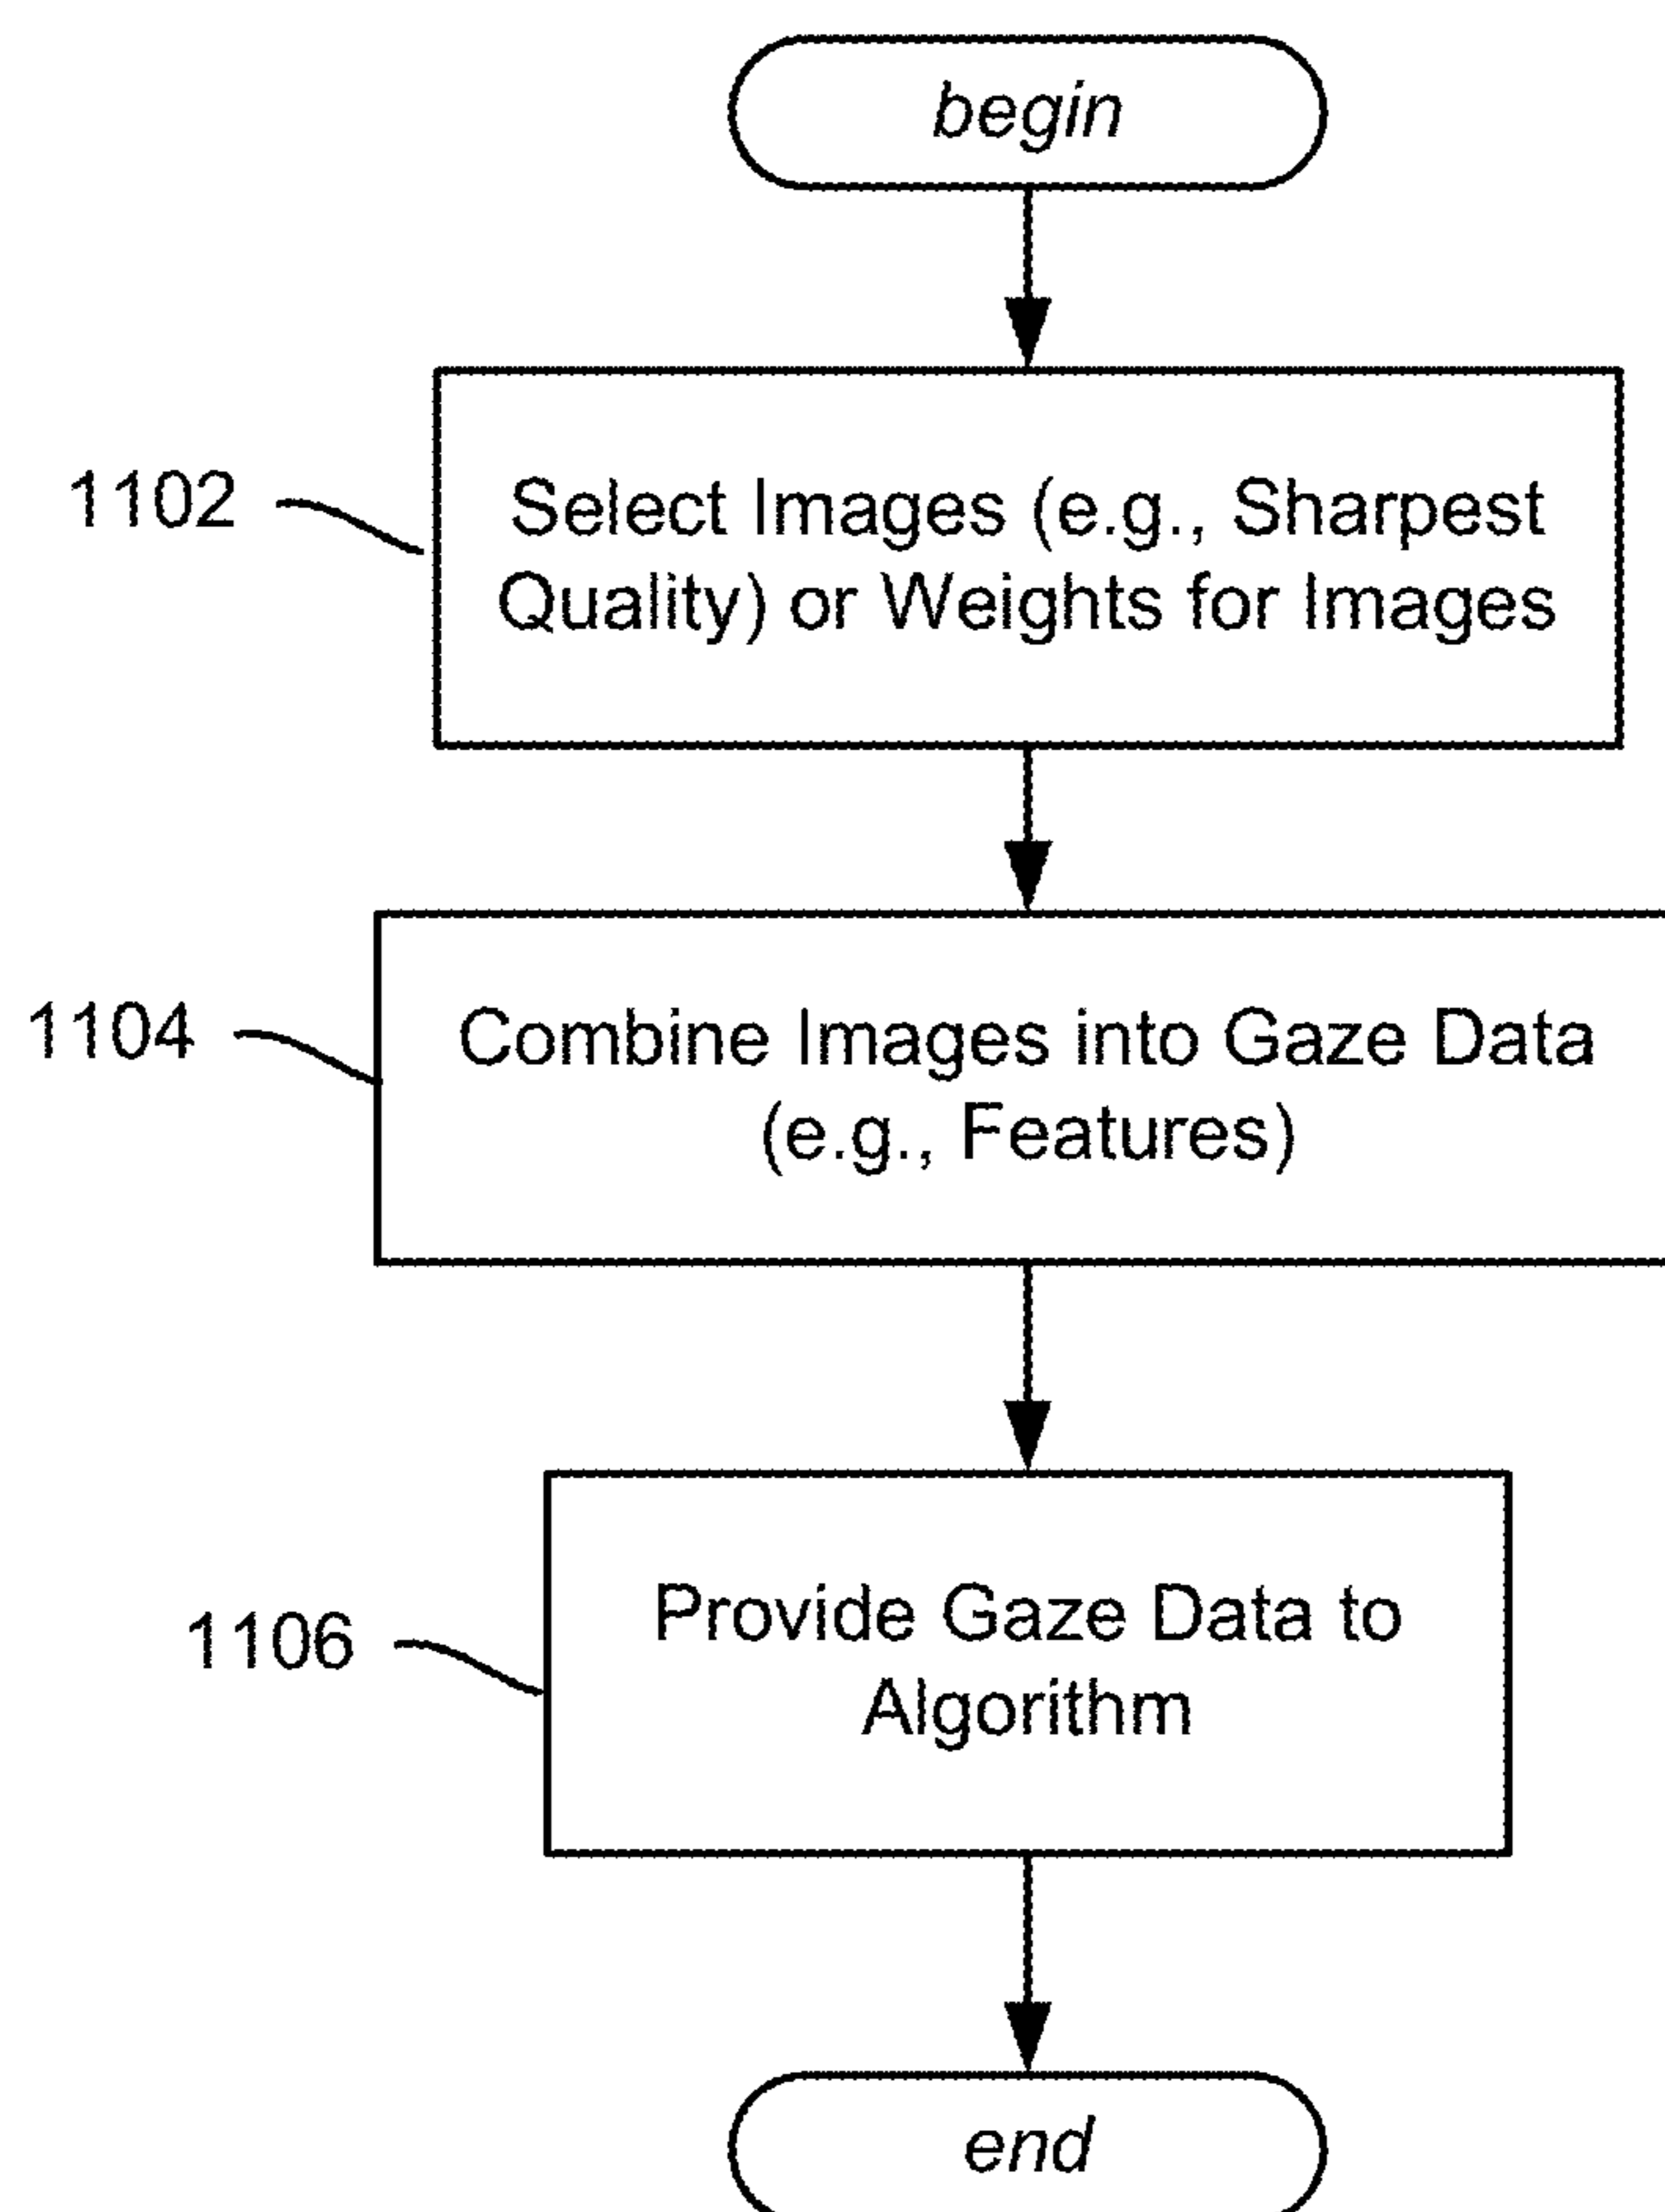 begin
1102
Select Images (e.g., Sharpest
Quality) or Weights for Images
1104
Combine Images into Gaze Data
(e.g., Features)
1106
Provide Gaze Data to
Algorithm
end